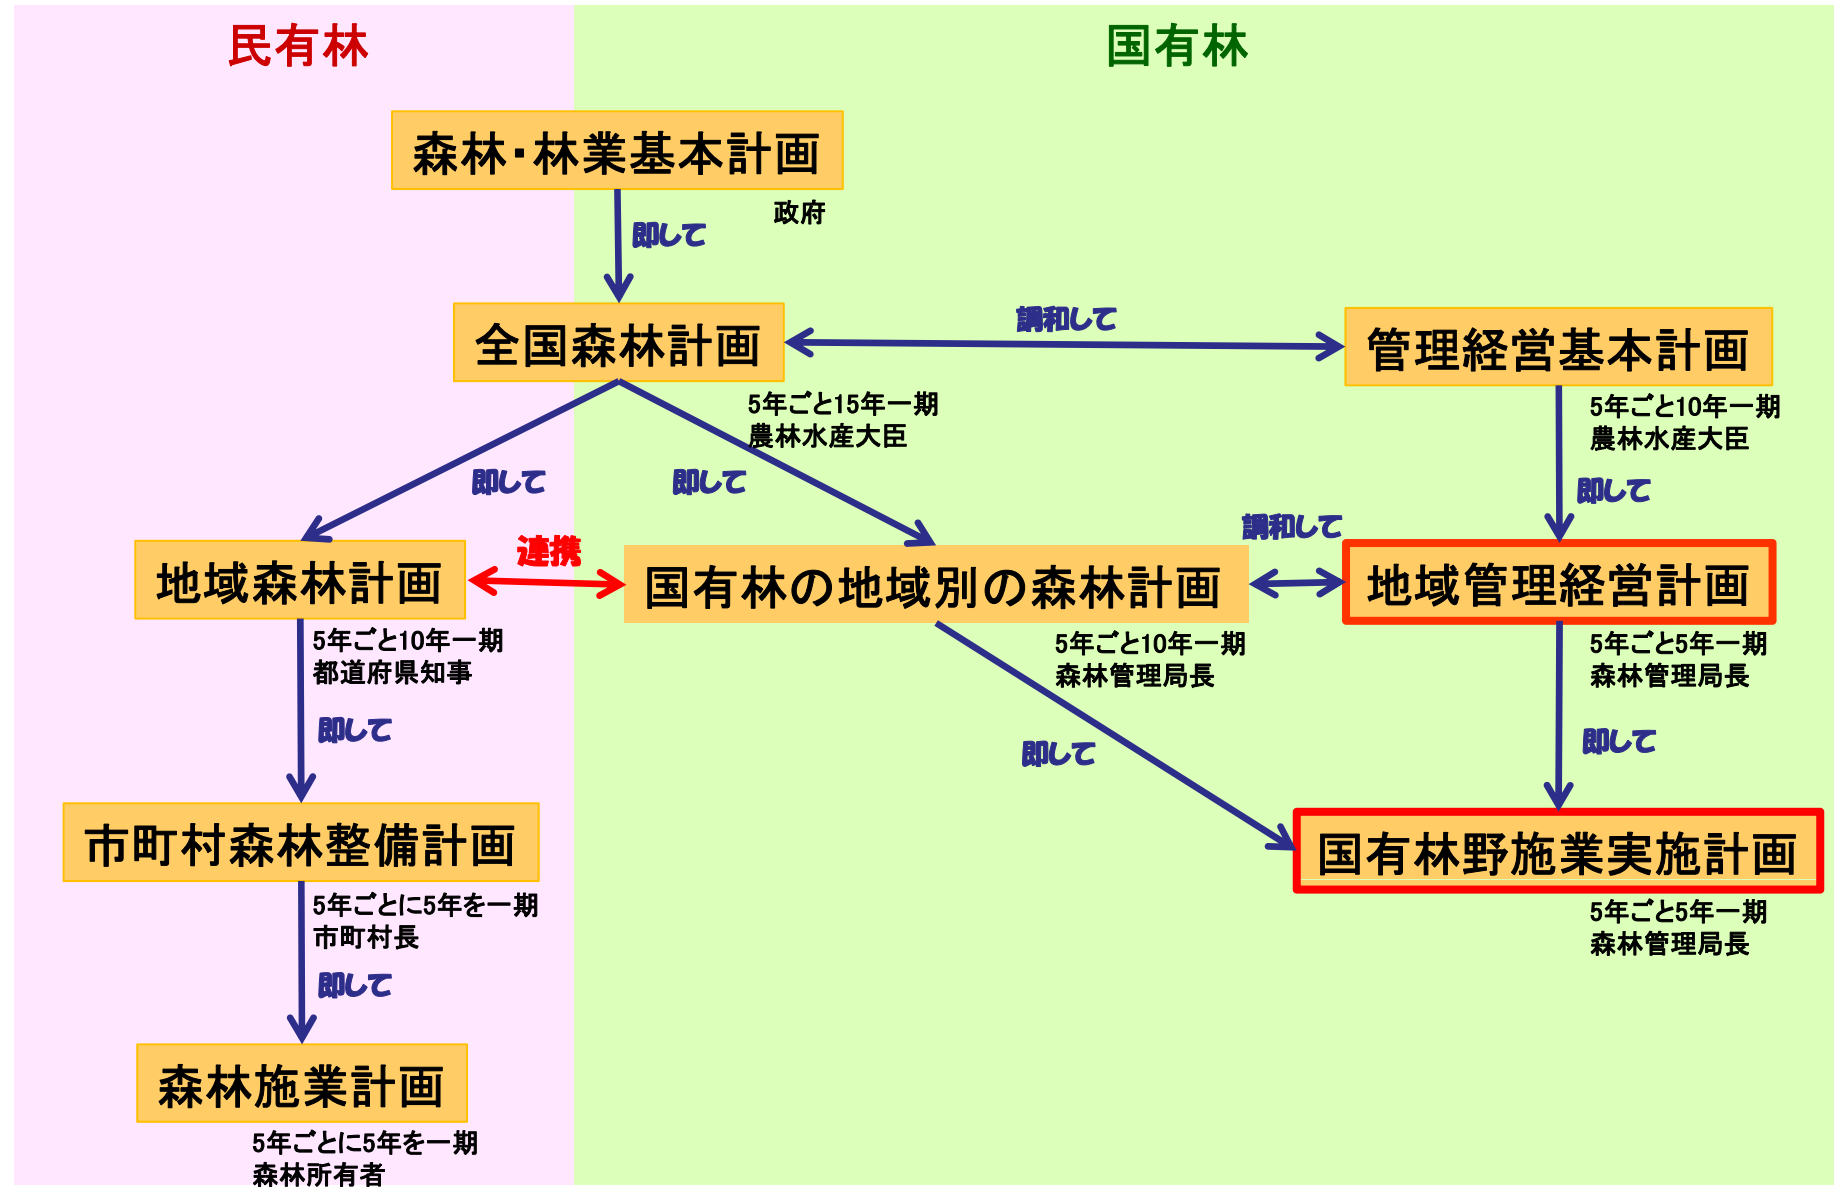 民有林
国有林
森林・林業基本計画
政府
即して
全国森林計画
調和して
管理経営基本計画
5年ごと15年一期
農林水産大臣
5年ごと10年一期
農林水産大臣
即して
即して
即して
調和して
連携
地域森林計画
国有林の地域別の森林計画
地域管理経営計画
5年ごと10年一期
都道府県知事
5年ごと10年一期
森林管理局長
5年ごと5年一期
森林管理局長
即して
即して
即して
市町村森林整備計画
国有林野施業実施計画
5年ごとに5年を一期
市町村長
5年ごと5年一期
森林管理局長
即して
森林施業計画
5年ごとに5年を一期
森林所有者